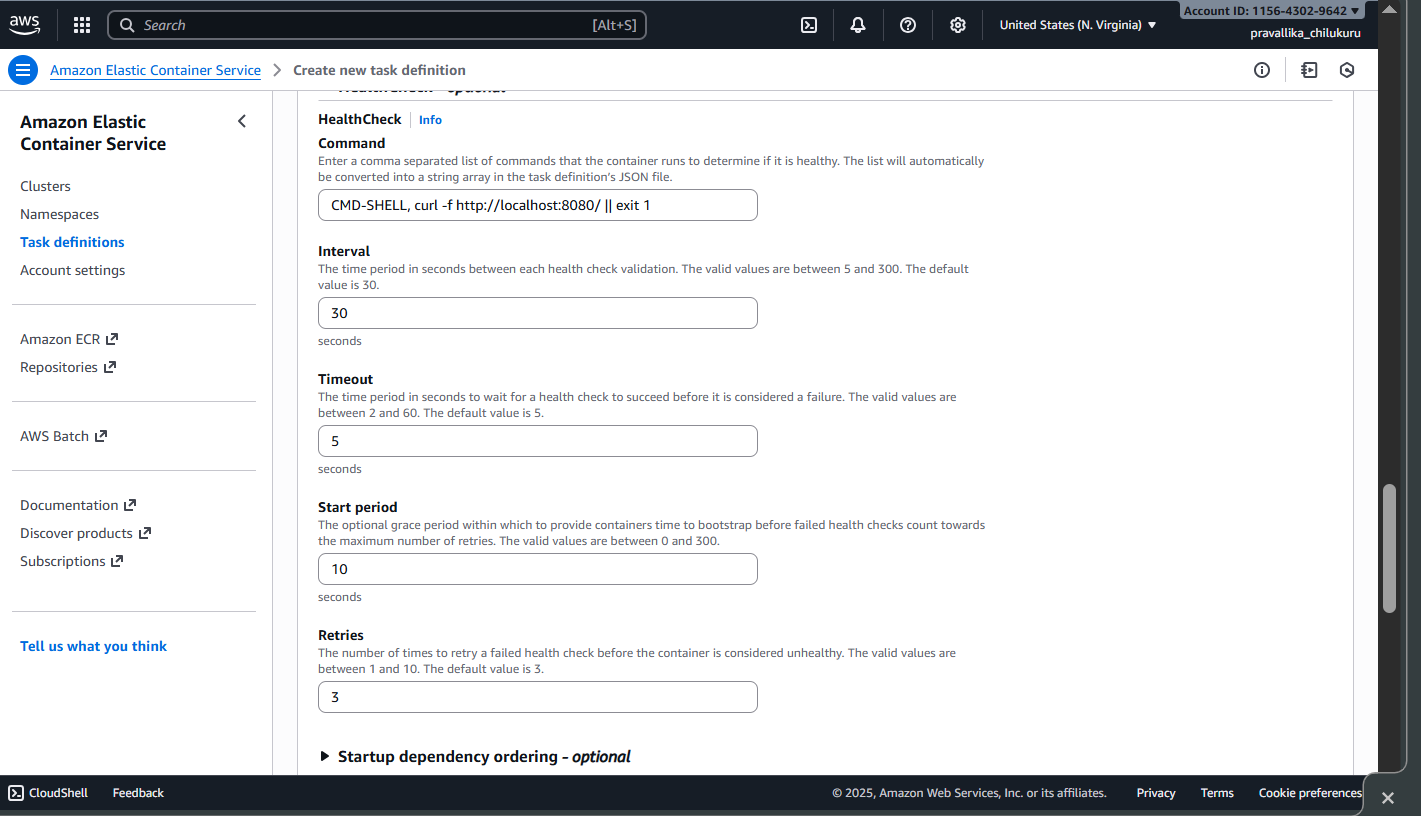 aws
Search
[Alt+S]
United States (N. Virginia)
Account ID: 1156-4302-9642
pravallika_chilukuru
Amazon Elastic Container Service
Create new task definition
Amazon Elastic
Container Service
Clusters
Namespaces
Task definitions
Account settings
Amazon ECR
Repositories
AWS Batch
Documentation
Discover products
Subscriptions
Tell us what you think
HealthCheck - optional
HealthCheck
Info
Command
Enter a comma separated list of commands that the container runs to determine if it is healthy. The list will automatically
be converted into a string array in the task definition's JSON file.
CMD-SHELL, curl -f http://localhost:8080/ || exit 1
Interval
The time period in seconds between each health check validation. The valid values are between 5 and 300. The default
value is 30.
30
seconds
Timeout
The time period in seconds to wait for a health check to succeed before it is considered a failure. The valid values are
between 2 and 60. The default value is 5.
5
seconds
Start period
The optional grace period within which to provide containers time to bootstrap before failed health checks count towards
the maximum number of retries. The valid values are between 0 and 300.
10
seconds
Retries
The number of times to retry a failed health check before the container is considered unhealthy. The valid values are
between 1 and 10. The default value is 3.
3
Startup dependency ordering - optional
CloudShell
Feedback
© 2025, Amazon Web Services, Inc. or its affiliates.
Privacy
Terms
Cookie preferences